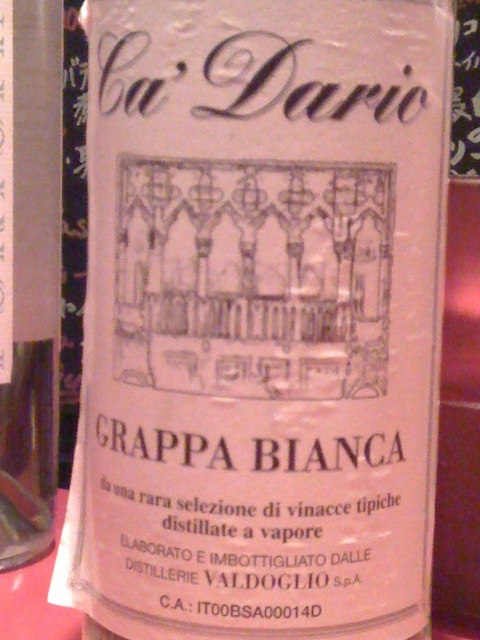 Ca' Dario
GRAPPA BIANCA
da una rara selezione di vinacce tipiche
distillate a vapore
ELABORATO E IMBOTTIGLIATO DALLE
DISTILLERIE VALDOGLIO S.p.A.
C.A.: IT00BSA00014D